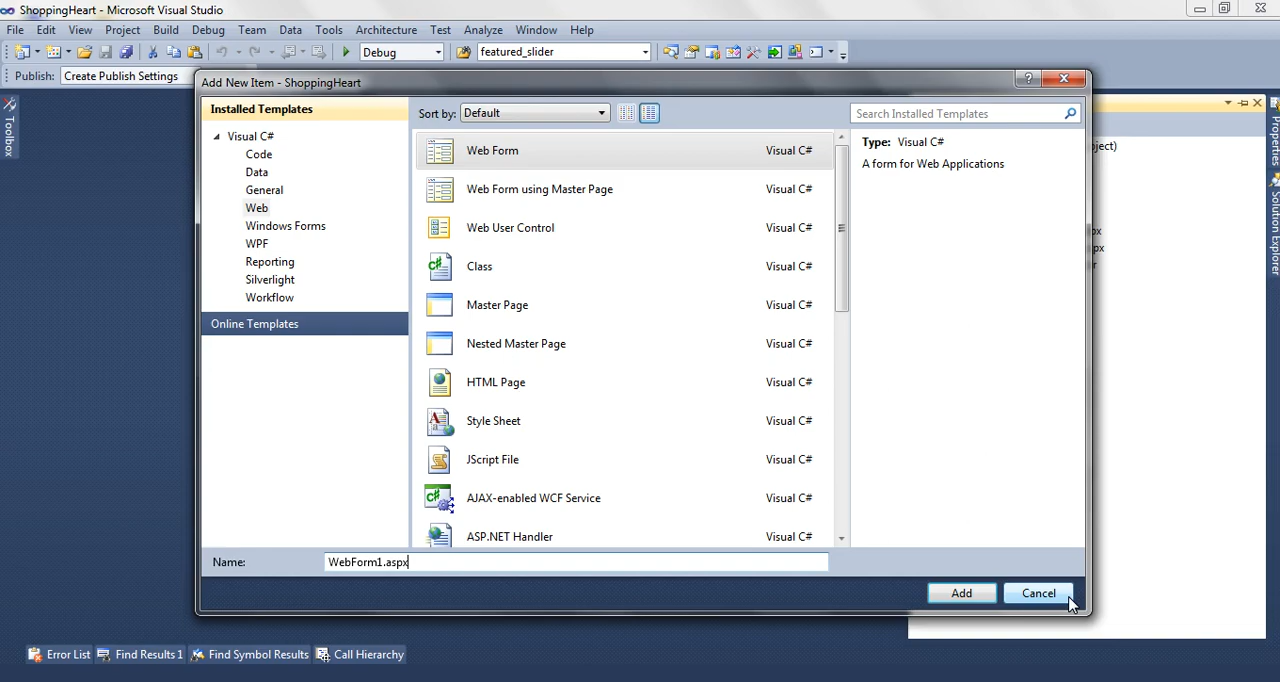 ShoppingHeart - Microsoft Visual Studio
File Edit View Project Build Debug Team Data Tools Architecture Test Analyze Window Help
Debug featured_slider
Publish: Create Publish Settings
Add New Item - ShoppingHeart
Installed Templates
Sort by: Default
Search Installed Templates
Visual C#
Code
Data
General
Web
Windows Forms
WPF
Reporting
Silverlight
Workflow
Online Templates
Web Form Visual C#
Web Form using Master Page Visual C#
Web User Control Visual C#
Class Visual C#
Master Page Visual C#
Nested Master Page Visual C#
HTML Page Visual C#
Style Sheet Visual C#
JScript File Visual C#
AJAX-enabled WCF Service Visual C#
ASP.NET Handler Visual C#
Type: Visual C#
A form for Web Applications
Name: WebForm1.aspx
Add Cancel
Toolbox
Properties
Solution Explorer
Error List Find Results 1 Find Symbol Results Call Hierarchy